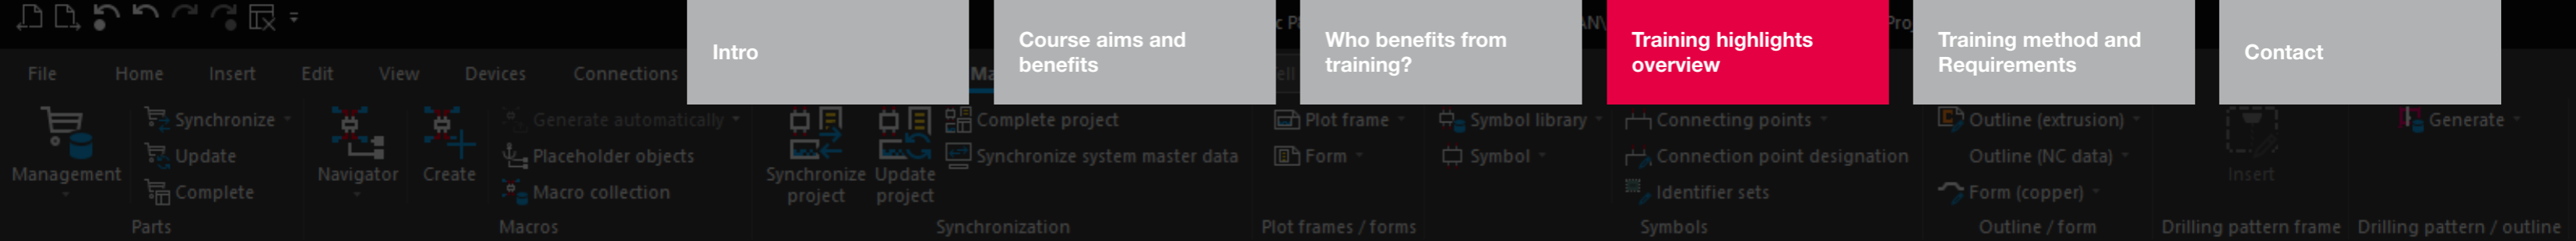 Intro
Course aims and
benefits
Who benefits from
training?
Training highlights
overview
Training method and
Requirements
Contact
File
Home
Insert
Edit
View
Devices
Connections
Synchronize
Update
Complete
Management
Parts
Navigator
Create
Generate automatically
Placeholder objects
Macro collection
Macros
Synchronize
project
Update
project
Complete project
Synchronize system master data
Synchronization
Plot frame
Form
Plot frames / forms
Symbol library
Symbol
Connecting points
Connection point designation
Identifier sets
Symbols
Outline (extrusion)
Outline (NC data)
Form (copper)
Outline / form
Insert
Drilling pattern frame
Generate
Drilling pattern / outline